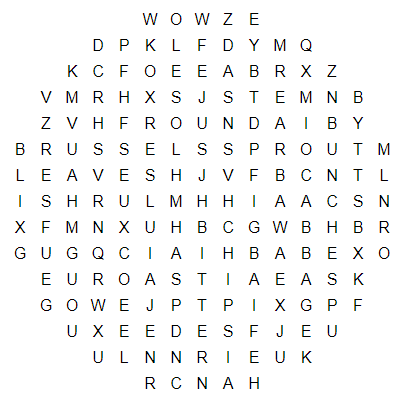 W O W Z E
D P K L F D Y M Q
K C F O E E A B R X Z
V M R H X S J S T E M N B
Z V H F R O U N D A I B Y
B R U S S E L S S P R O U T M
L E A V E S H J V F B C N T L
I S H R U L M H H I A A C S N
X F M N X U H B C G W B H B R
G U G Q C I A I H B A B E X O
E U R O A S T I A E A S K
G O W E J P T P I X G P F
U X E E D E S F J E U
U L N N R I E U K
R C N A H